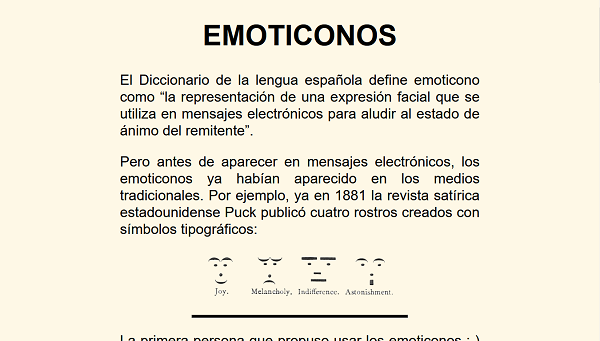 EMOTICONOS
El Diccionario de la lengua española define emoticono
como “la representación de una expresión facial que se
utiliza en mensajes electrónicos para aludir al estado de
ánimo del remitente”.
Pero antes de aparecer en mensajes electrónicos, los
emoticonos ya habían aparecido en los medios
tradicionales. Por ejemplo, ya en 1881 la revista satírica
estadounidense Puck publicó cuatro rostros creados con
símbolos tipográficos:
Joy. Melancholy, Indifference. Astonishment.
La primera persona que propuso usar los emoticonos : )